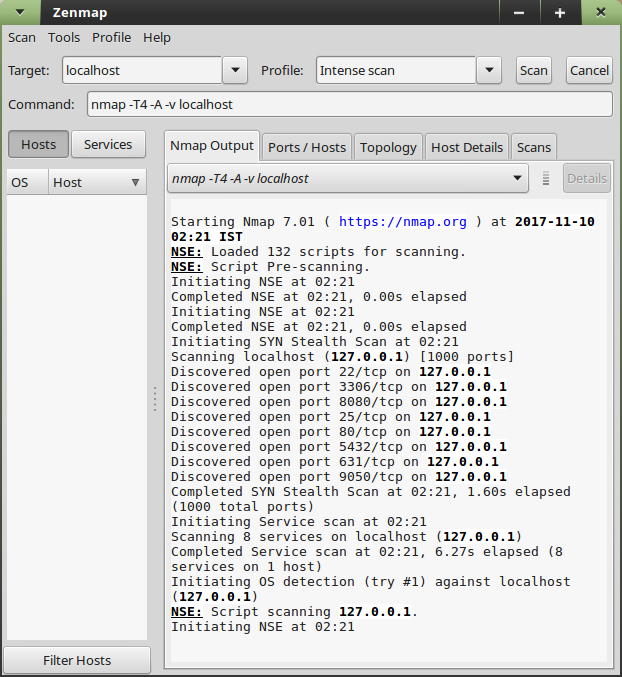 Zenmap
Scan Tools Profile Help
Target: localhost Profile: Intense scan Scan Cancel
Command: nmap -T4 -A -v localhost
Hosts Services
OS Host
Filter Hosts
Nmap Output Ports / Hosts Topology Host Details Scans
nmap -T4 -A -v localhost Details
Starting Nmap 7.01 ( https://nmap.org ) at 2017-11-10
02:21 IST
NSE: Loaded 132 scripts for scanning.
NSE: Script Pre-scanning.
Initiating NSE at 02:21
Completed NSE at 02:21, 0.00s elapsed
Initiating NSE at 02:21
Completed NSE at 02:21, 0.00s elapsed
Initiating SYN Stealth Scan at 02:21
Scanning localhost (127.0.0.1) [1000 ports]
Discovered open port 22/tcp on 127.0.0.1
Discovered open port 3306/tcp on 127.0.0.1
Discovered open port 8080/tcp on 127.0.0.1
Discovered open port 25/tcp on 127.0.0.1
Discovered open port 80/tcp on 127.0.0.1
Discovered open port 5432/tcp on 127.0.0.1
Discovered open port 631/tcp on 127.0.0.1
Discovered open port 9050/tcp on 127.0.0.1
Completed SYN Stealth Scan at 02:21, 1.60s elapsed
(1000 total ports)
Initiating Service scan at 02:21
Scanning 8 services on localhost (127.0.0.1)
Completed Service scan at 02:21, 6.27s elapsed (8
services on 1 host)
Initiating OS detection (try #1) against localhost
(127.0.0.1)
NSE: Script scanning 127.0.0.1.
Initiating NSE at 02:21